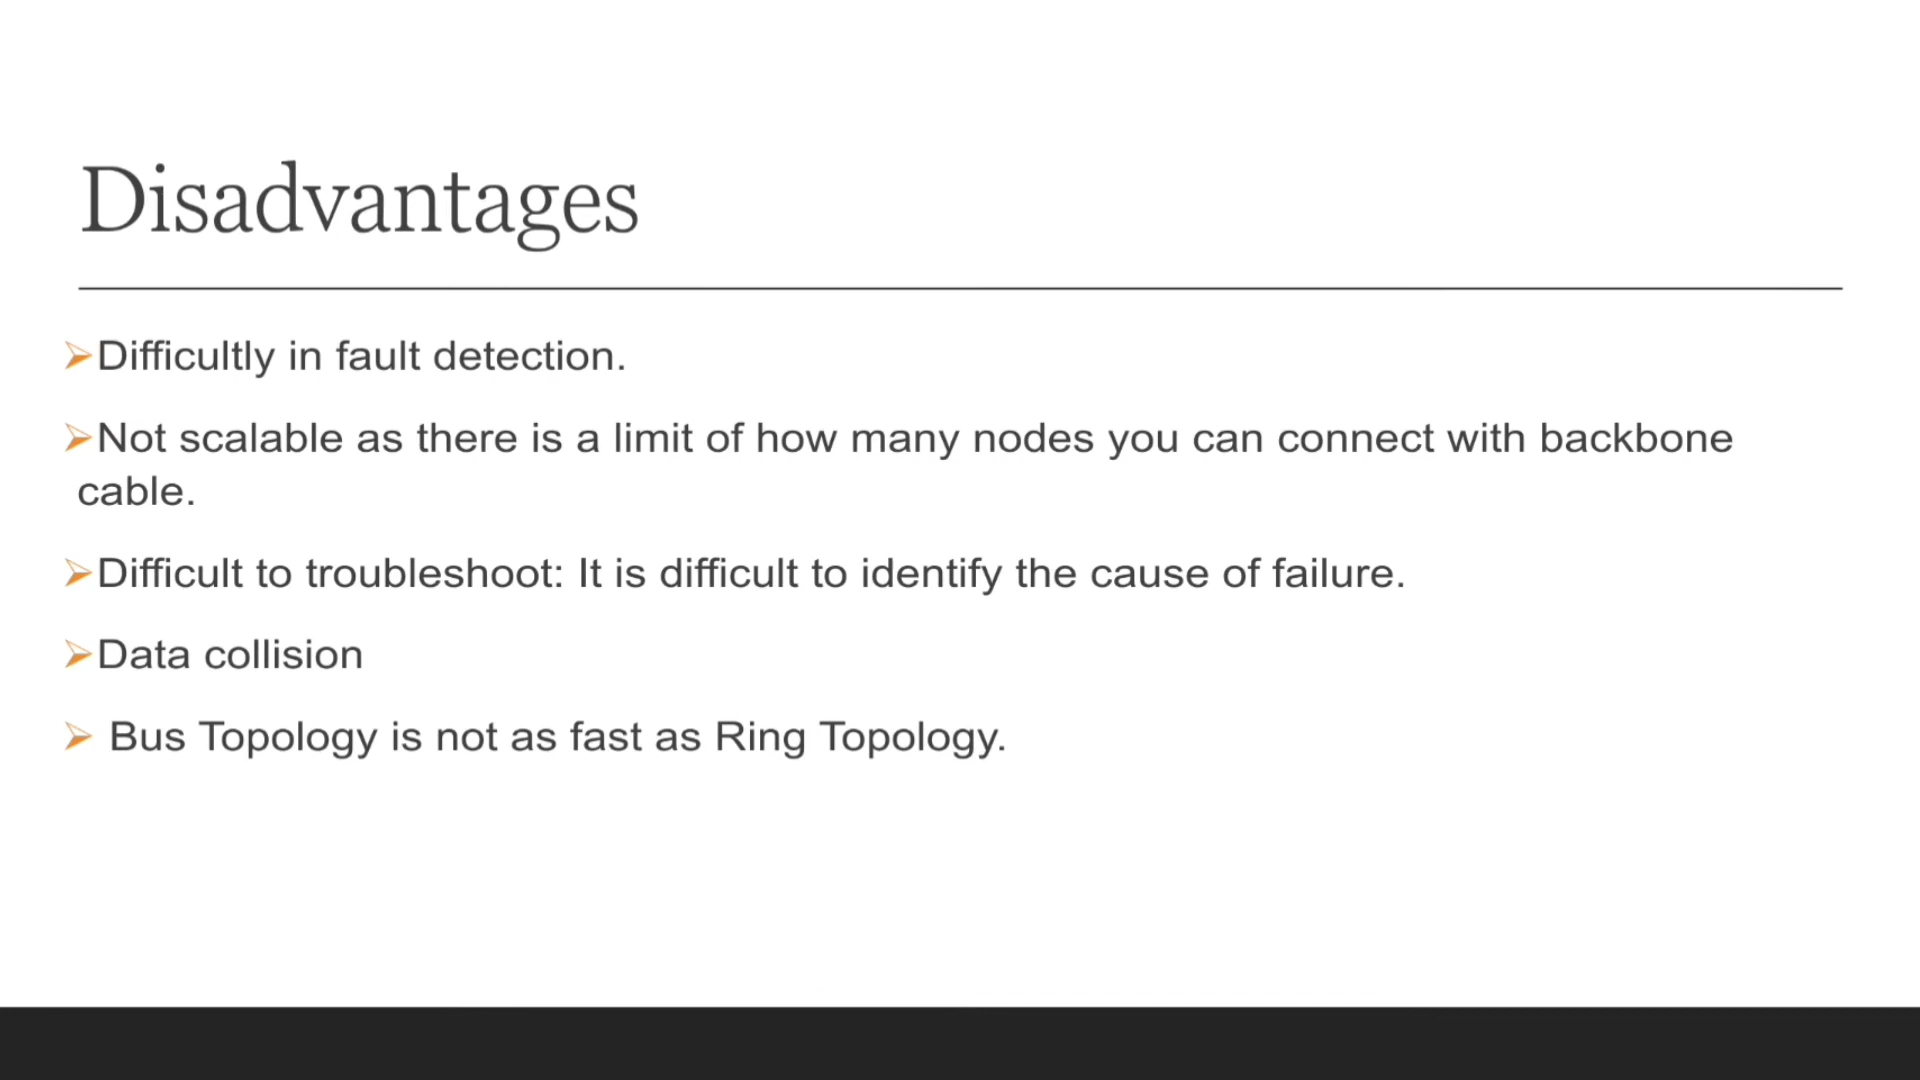 Disadvantages
➢Difficultly in fault detection.
➢Not scalable as there is a limit of how many nodes you can connect with backbone
cable.
➢Difficult to troubleshoot: It is difficult to identify the cause of failure.
➢Data collision
➢ Bus Topology is not as fast as Ring Topology.